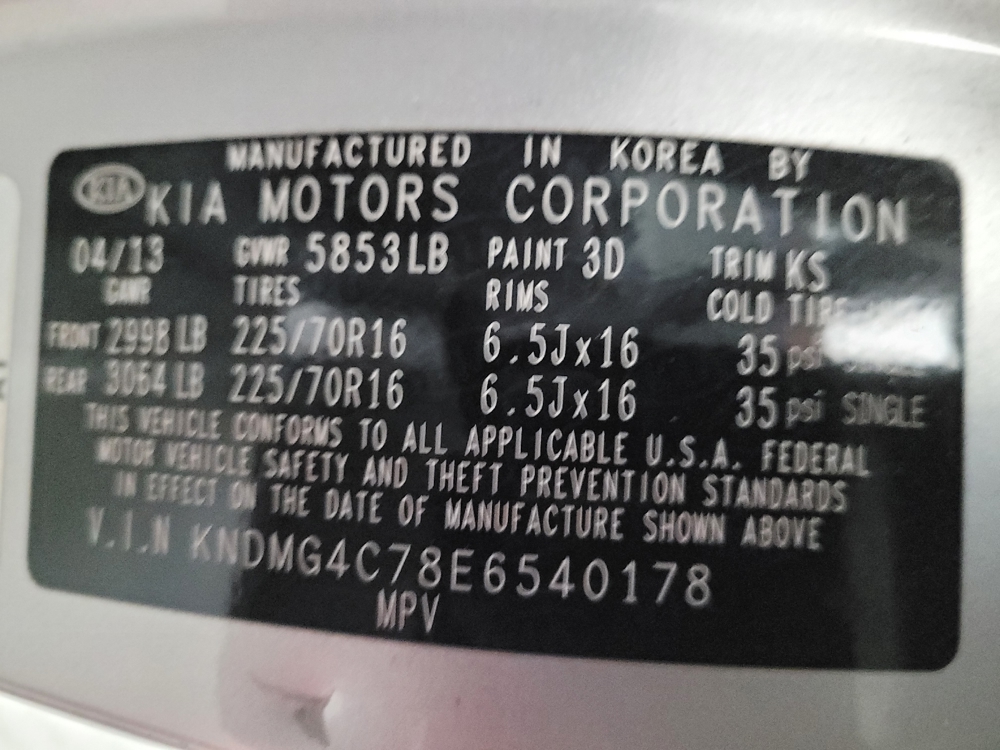 MANUFACTURED IN KOREA BY
KIA KIA MOTORS CORPORATION
04/13 GVWR 5853LB PAINT 3D TRIM KS
GAWR TIRES RIMS COLD TIRE
FRONT 2998 LB 225/70R16 6.5Jx16 35 psi SINGLE
REAR 3064 LB 225/70R16 6.5Jx16 35 psi SINGLE
THIS VEHICLE CONFORMS TO ALL APPLICABLE U.S.A. FEDERAL
MOTOR VEHICLE SAFETY AND THEFT PREVENTION STANDARDS
IN EFFECT ON THE DATE OF MANUFACTURE SHOWN ABOVE
V.I.N KNDMG4C78E6540178
MPV